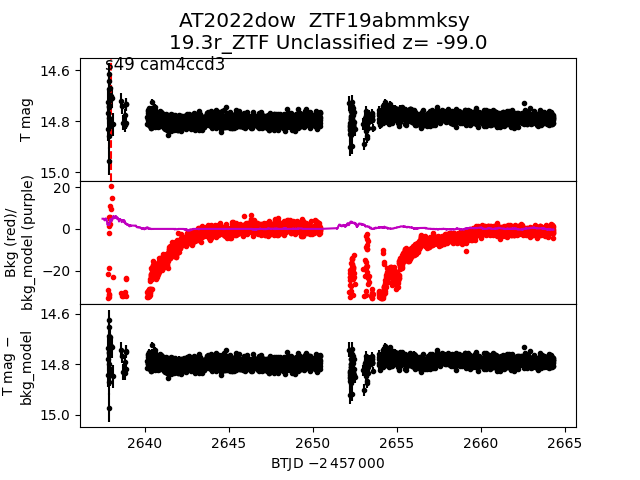 AT2022dow ZTF19abmmksy
19.3r_ZTF Unclassified z= -99.0
s49 cam4ccd3
14.6
14.8
15.0
T mag
20
0
−20
Bkg (red)/
bkg_model (purple)
14.6
14.8
15.0
T mag −
bkg_model
2640
2645
2650
2655
2660
2665
BTJD −2 457 000